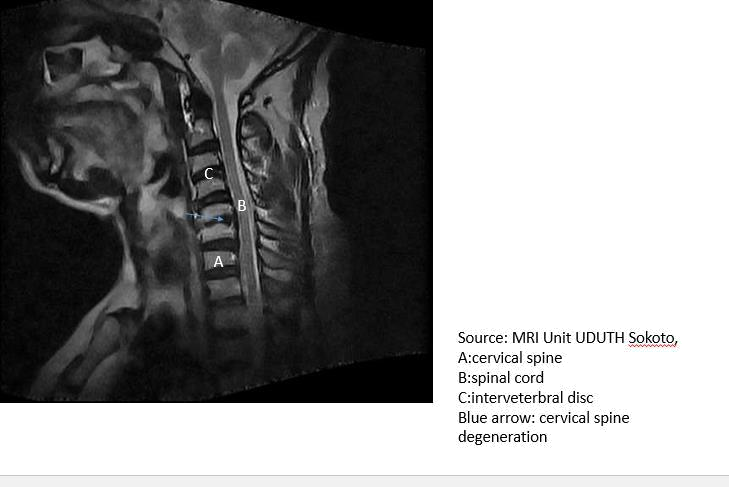 C
B
A
Source: MRI Unit UDUTH Sokoto,
A:cervical spine
B:spinal cord
C:interveterbral disc
Blue arrow: cervical spine
degeneration